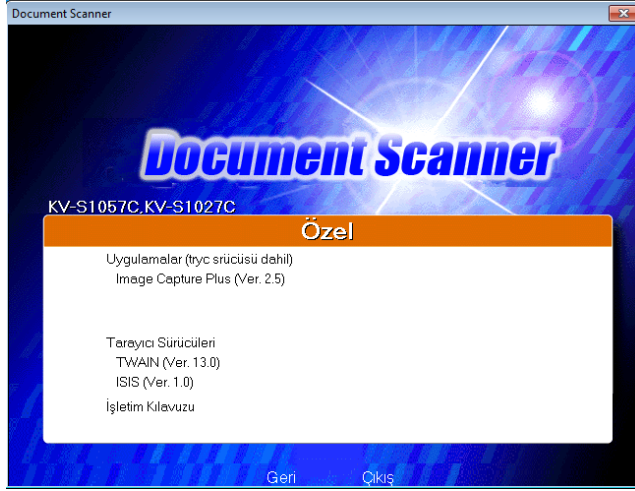 Document Scanner
Document Scanner
KV-S1057C,KV-S1027C
Özel
Uygulamalar (tryc srücüsü dahil)
Image Capture Plus (Ver. 2.5)
Tarayıcı Sürücüleri
TWAIN (Ver. 13.0)
ISIS (Ver. 1.0)
İşletim Kılavuzu
Geri Çıkış